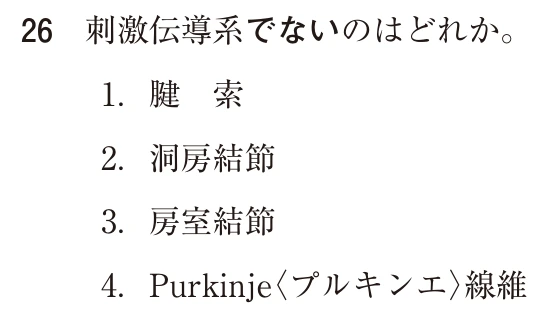 26 刺激伝導系でないのはどれか。
1. 腱 索
2. 洞房結節
3. 房室結節
4. Purkinje〈プルキンエ〉線維